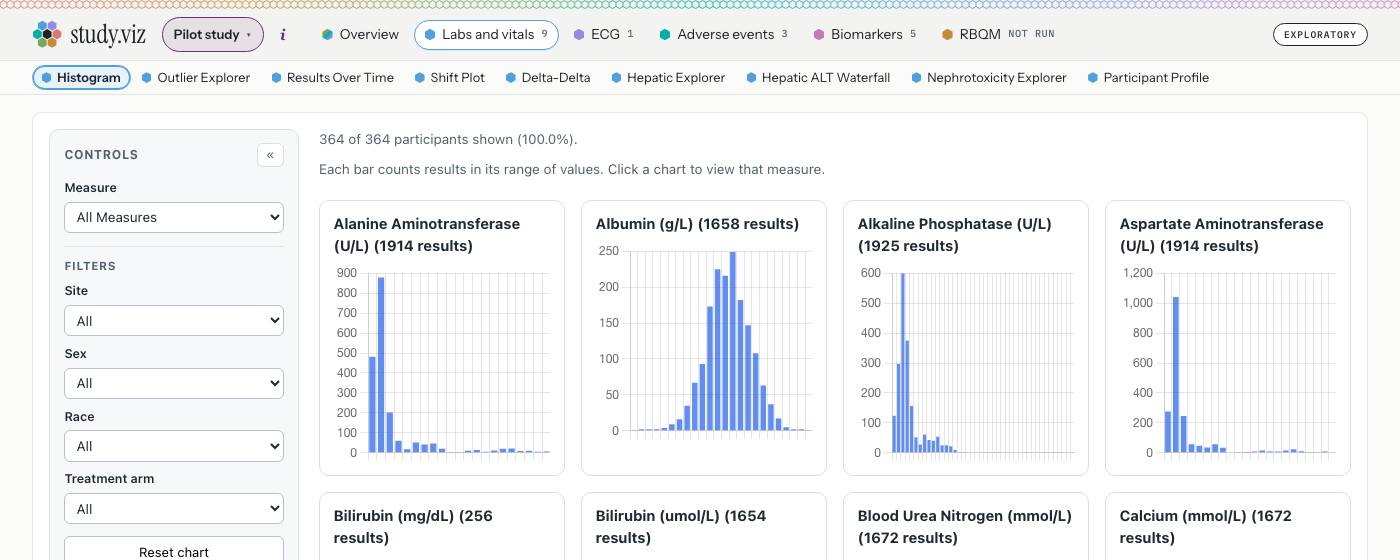 study.viz Pilot study i Overview Labs and vitals 9 ECG 1 Adverse events 3 Biomarkers 5 RBQM NOT RUN EXPLORATORY
Histogram Outlier Explorer Results Over Time Shift Plot Delta-Delta Hepatic Explorer Hepatic ALT Waterfall Nephrotoxicity Explorer Participant Profile
CONTROLS «
Measure
All Measures
FILTERS
Site
All
Sex
All
Race
All
Treatment arm
All
Reset chart
364 of 364 participants shown (100.0%).
Each bar counts results in its range of values. Click a chart to view that measure.
Alanine Aminotransferase
(U/L) (1914 results)
900
800
700
600
500
400
300
200
100
0
Albumin (g/L) (1658 results)
250
200
150
100
50
0
Alkaline Phosphatase (U/L)
(1925 results)
600
500
400
300
200
100
0
Aspartate Aminotransferase
(U/L) (1914 results)
1,200
1,000
800
600
400
200
0
Bilirubin (mg/dL) (256
results)
Bilirubin (umol/L) (1654
results)
Blood Urea Nitrogen (mmol/L)
(1672 results)
Calcium (mmol/L) (1672
results)